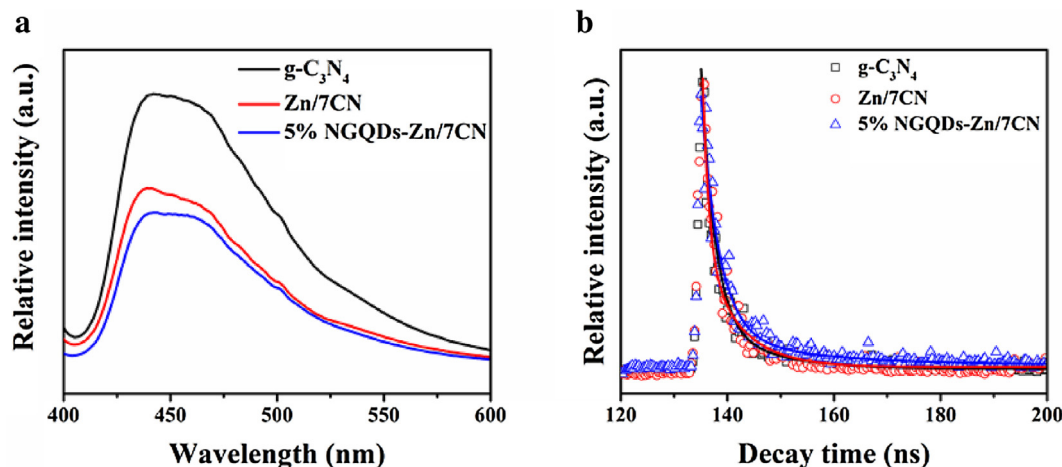 a
g-C₃N₄
Zn/7CN
5% NGQDs-Zn/7CN
Relative intensity (a.u.)
400 450 500 550 600
Wavelength (nm)
b
g-C₃N₄
Zn/7CN
5% NGQDs-Zn/7CN
Relative intensity (a.u.)
120 140 160 180 200
Decay time (ns)